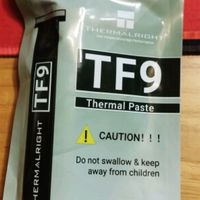 THERMALRIGHT
TF9
Thermal Paste
CAUTION!!!
Do not swallow & keep
away from children
THERMALRIGHT
TF9